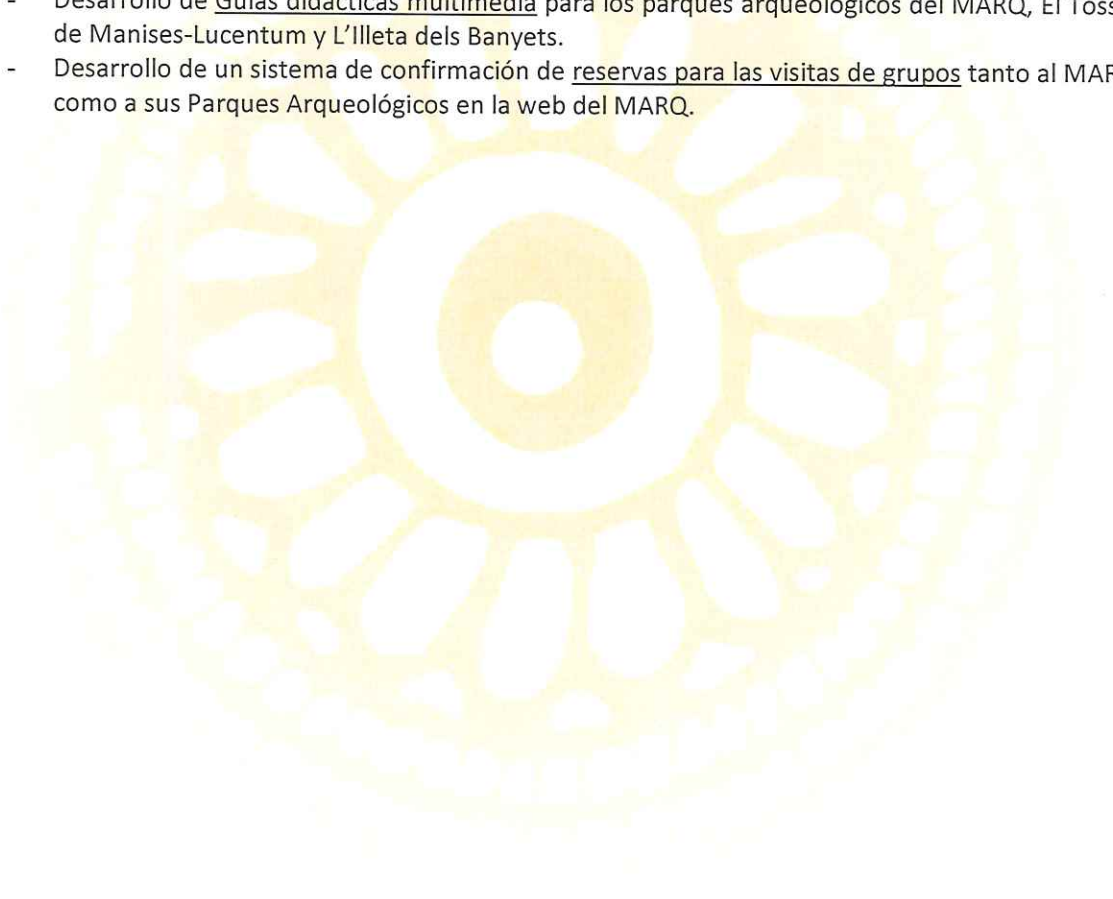 - Desarrollo de Guías didácticas multimedia para los parques arqueológicos del MARQ, El Toss
de Manises-Lucentum y L'Illeta dels Banyets.
- Desarrollo de un sistema de confirmación de reservas para las visitas de grupos tanto al MAR
como a sus Parques Arqueológicos en la web del MARQ.